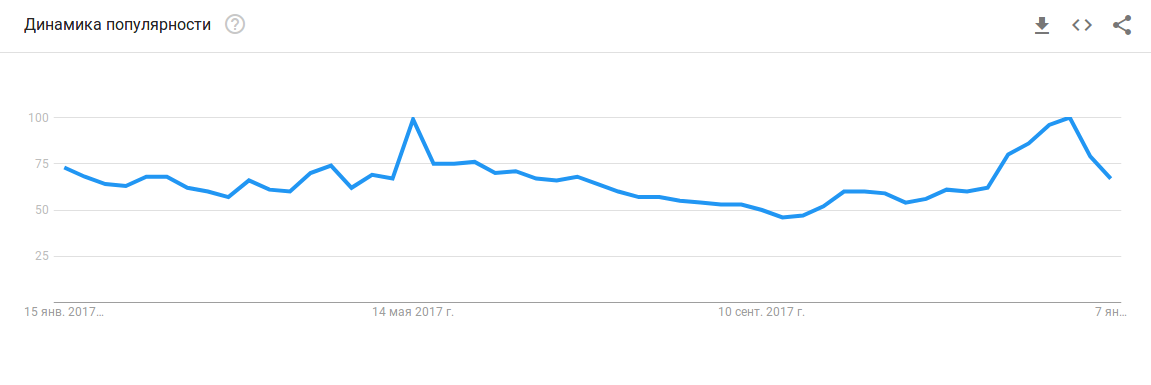 Динамика популярности ?
100
75
50
25
15 янв. 2017…
14 мая 2017 г.
10 сент. 2017 г.
7 ян…